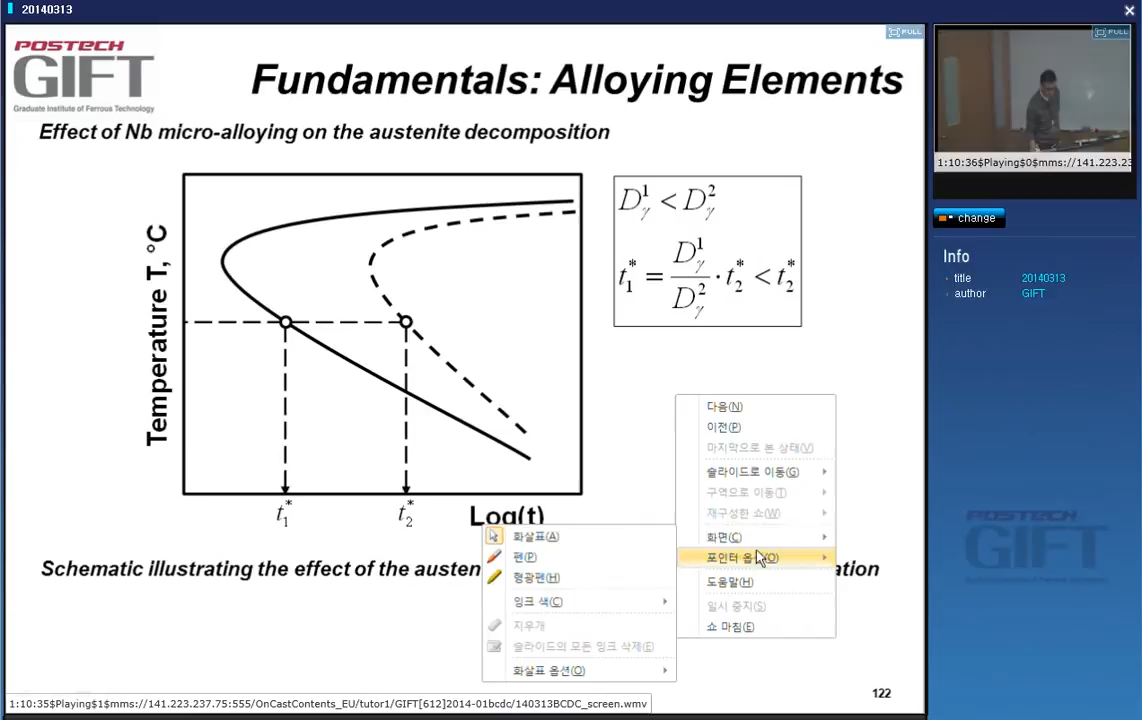 20140313
FULL
FULL
POSTECH
GIFT
Graduate Institute of Ferrous Technology
Fundamentals: Alloying Elements
Effect of Nb micro-alloying on the austenite decomposition
Temperature T, °C
D¹γ < D²γ
t*₁ = D¹γ / D²γ · t*₂ < t*₂
t*₁
t*₂
Log(t)
Schematic illustrating the effect of the austen
ation
다음(N)
이전(P)
마지막으로 본 상태(V)
슬라이드로 이동(G)
구역으로 이동(T)
재구성한 쇼(W)
화면(C)
포인터 옵션(O)
도움말(H)
일시 중지(S)
쇼 마침(E)
화살표(A)
펜(P)
형광펜(H)
잉크 색(C)
지우개
슬라이드의 모든 잉크 삭제(E)
화살표 옵션(O)
122
1:10:35$Playing$1$mms://141.223.237.75:555/OnCastContents_EU/tutor1/GIFT[612]2014-01bcdc/140313BCDC_screen.wmv
1:10:36$Playing$0$mms://141.223.23
change
Info
title 20140313
author GIFT